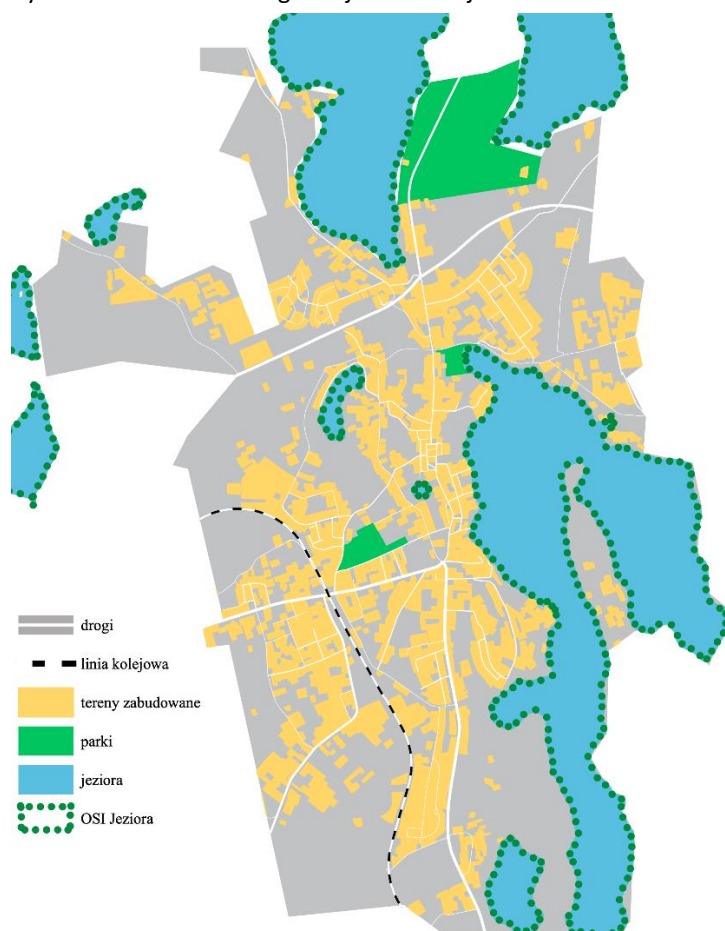 drogi
linia kolejowa
tereny zabudowane
parki
jeziora
OSI Jeziora